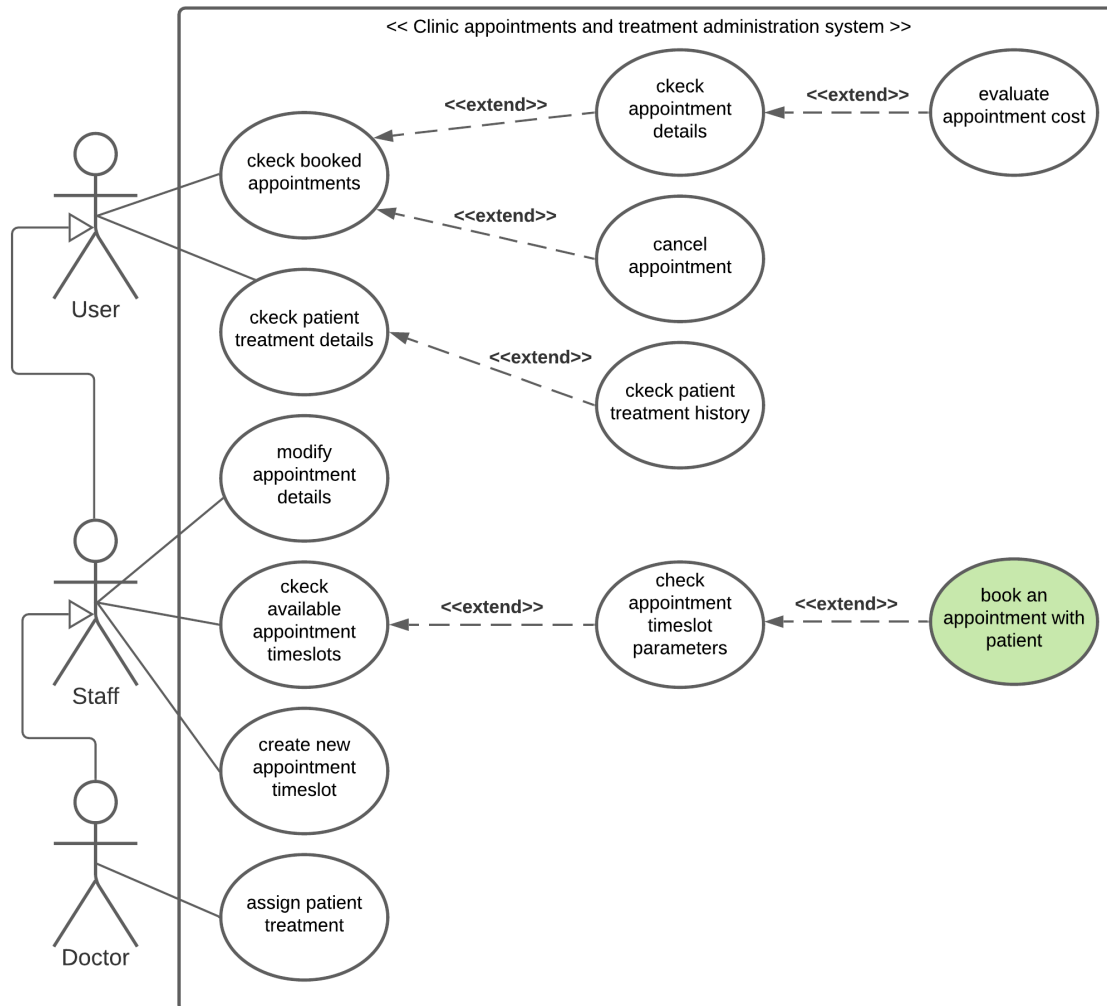 << Clinic appointments and treatment administration system >>
ckeck
appointment
details
<<extend>>
<<extend>>
evaluate
appointment cost
ckeck booked
appointments
<<extend>>
cancel
appointment
User
ckeck patient
treatment details
<<extend>>
ckeck patient
treatment history
modify
appointment
details
ckeck
available
appointment
timeslots
<<extend>>
check
appointment
timeslot
parameters
<<extend>>
book an
appointment with
patient
Staff
create new
appointment
timeslot
assign patient
treatment
Doctor